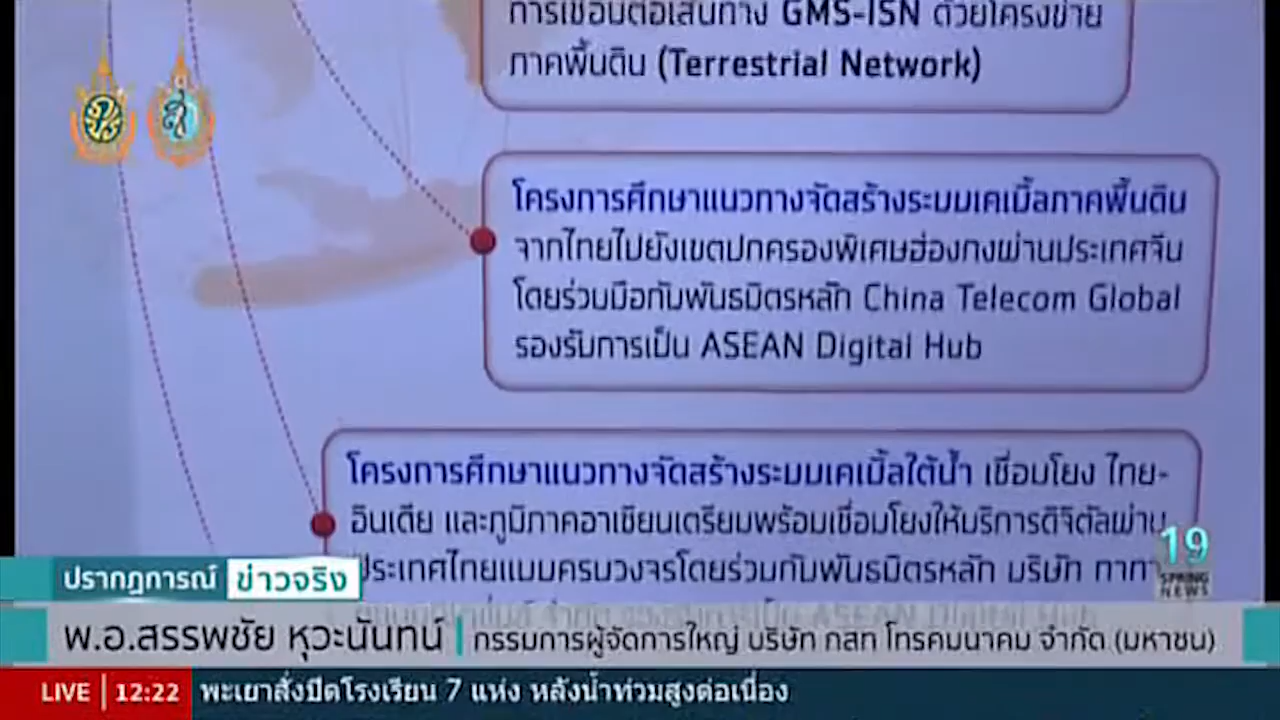 การเชื่อมต่อเส้นทาง GMS-ISN ด้วยโครงข่าย
ภาคพื้นดิน (Terrestrial Network)
โครงการศึกษาแนวทางจัดสร้างระบบเคเบิ้ลภาคพื้นดิน
จากไทยไปยังเขตปกครองพิเศษฮ่องกงผ่านประเทศจีน
โดยร่วมมือกับพันธมิตรหลัก China Telecom Global
รองรับการเป็น ASEAN Digital Hub
โครงการศึกษาแนวทางจัดสร้างระบบเคเบิ้ลใต้น้ำ เชื่อมโยง ไทย-
อินเดีย และภูมิภาคอาเซียนเตรียมพร้อมเชื่อมโยงให้บริการดิจิตัลผ่าน
ประเทศไทยแบบครบวงจรโดยร่วมกับพันธมิตรหลัก บริษัท ทาทา
19
SPRING
NEWS
ปรากฏการณ์ ข่าวจริง
พ.อ.สรรพชัย หุวะนันทน์ | กรรมการผู้จัดการใหญ่ บริษัท กสท โทรคมนาคม จำกัด (มหาชน)
LIVE | 12:22 พะเยาสั่งปิดโรงเรียน 7 แห่ง หลังน้ำท่วมสูงต่อเนื่อง